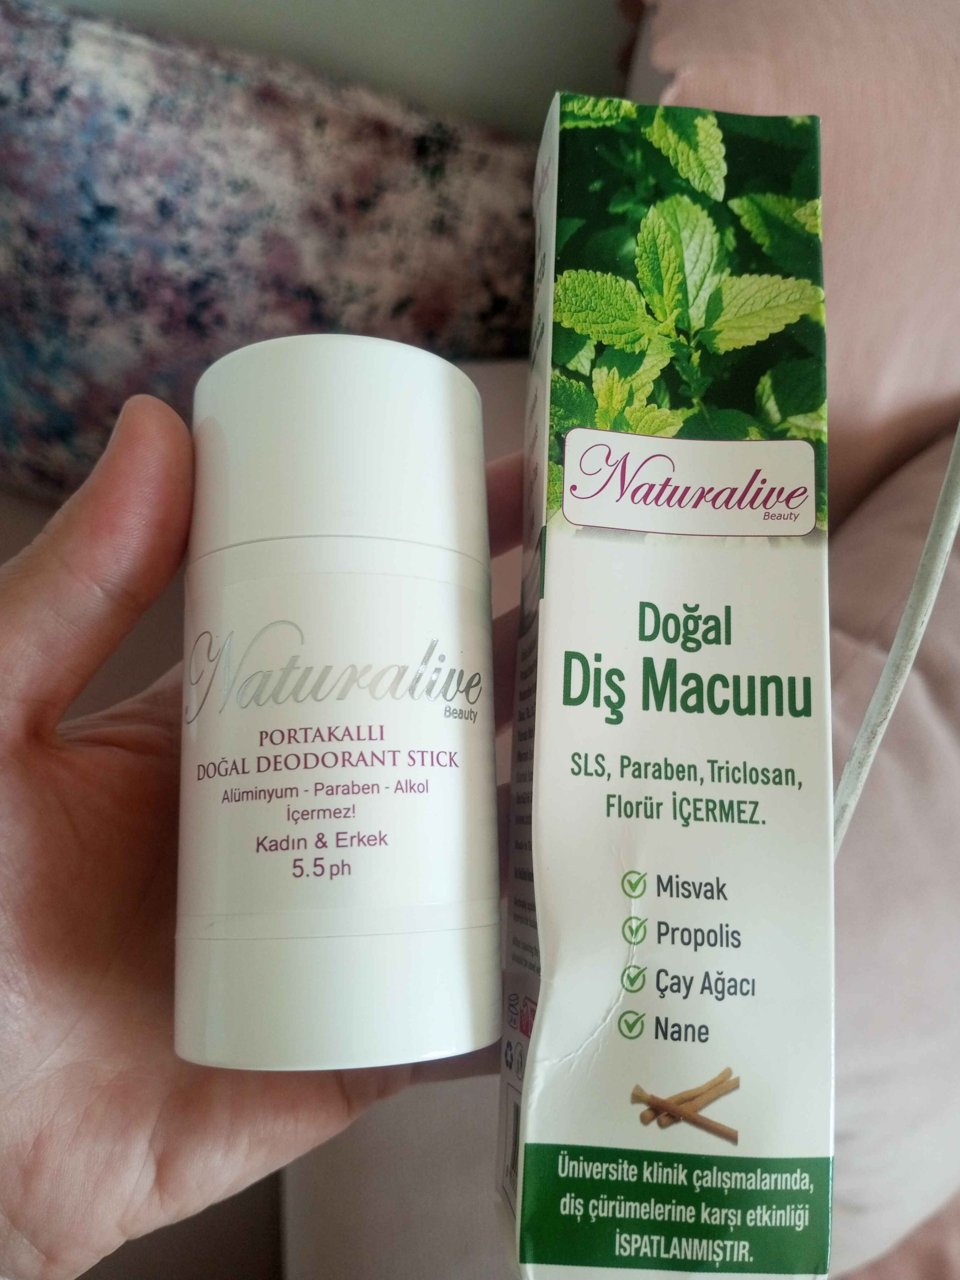 Naturalive
Beauty
PORTAKALLI
DOĞAL DEODORANT STICK
Alüminyum - Paraben - Alkol
İçermez!
Kadın & Erkek
5.5 ph
Naturalive
Beauty
Doğal
Diş Macunu
SLS, Paraben, Triclosan,
Florür İÇERMEZ.
Misvak
Propolis
Çay Ağacı
Nane
Üniversite klinik çalışmalarında,
diş çürümelerine karşı etkinliği
İSPATLANMIŞTIR.